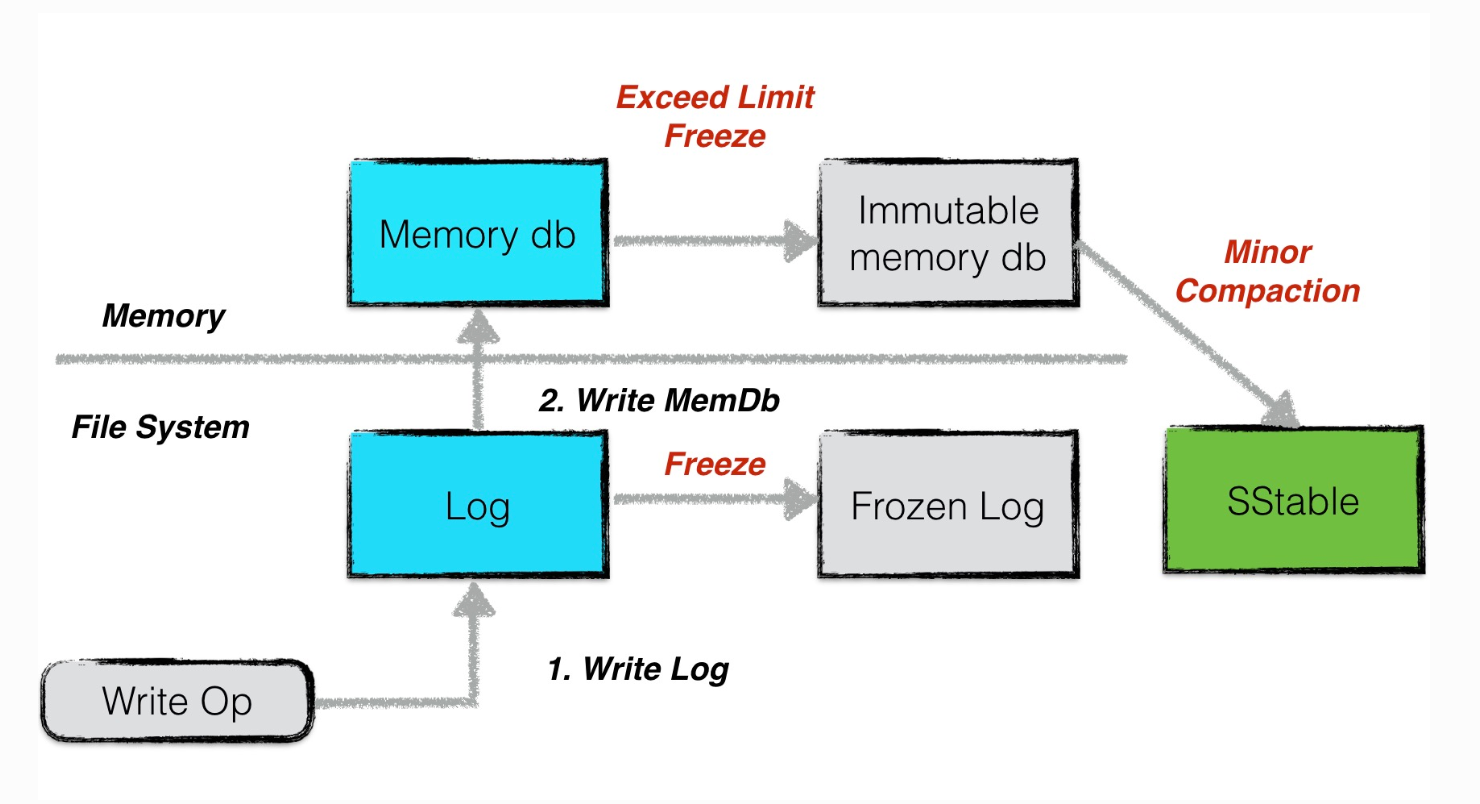 Exceed Limit
Freeze
Memory db
Immutable
memory db
Minor
Compaction
Memory
2. Write MemDb
File System
Freeze
Log
Frozen Log
SStable
1. Write Log
Write Op